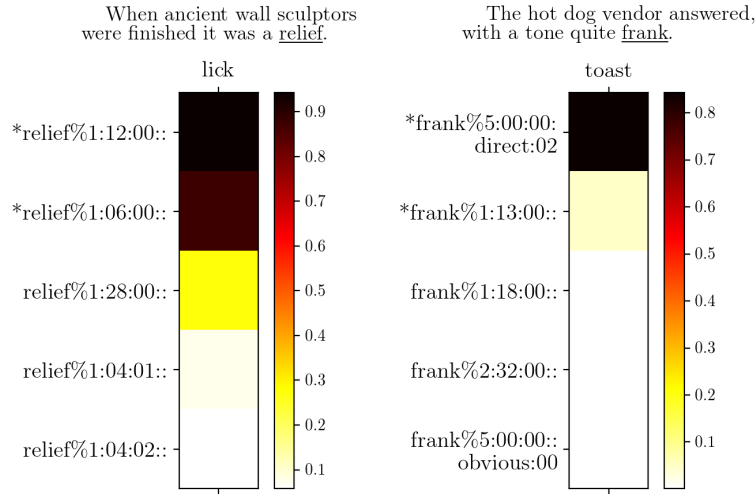 When ancient wall sculptors
were finished it was a relief.
lick
*relief%1:12:00::
*relief%1:06:00::
relief%1:28:00::
relief%1:04:01::
relief%1:04:02::
0.9
0.8
0.7
0.6
0.5
0.4
0.3
0.2
0.1
The hot dog vendor answered,
with a tone quite frank.
toast
*frank%5:00:00:
direct:02
*frank%1:13:00::
frank%1:18:00::
frank%2:32:00::
frank%5:00:00::
obvious:00
0.8
0.7
0.6
0.5
0.4
0.3
0.2
0.1